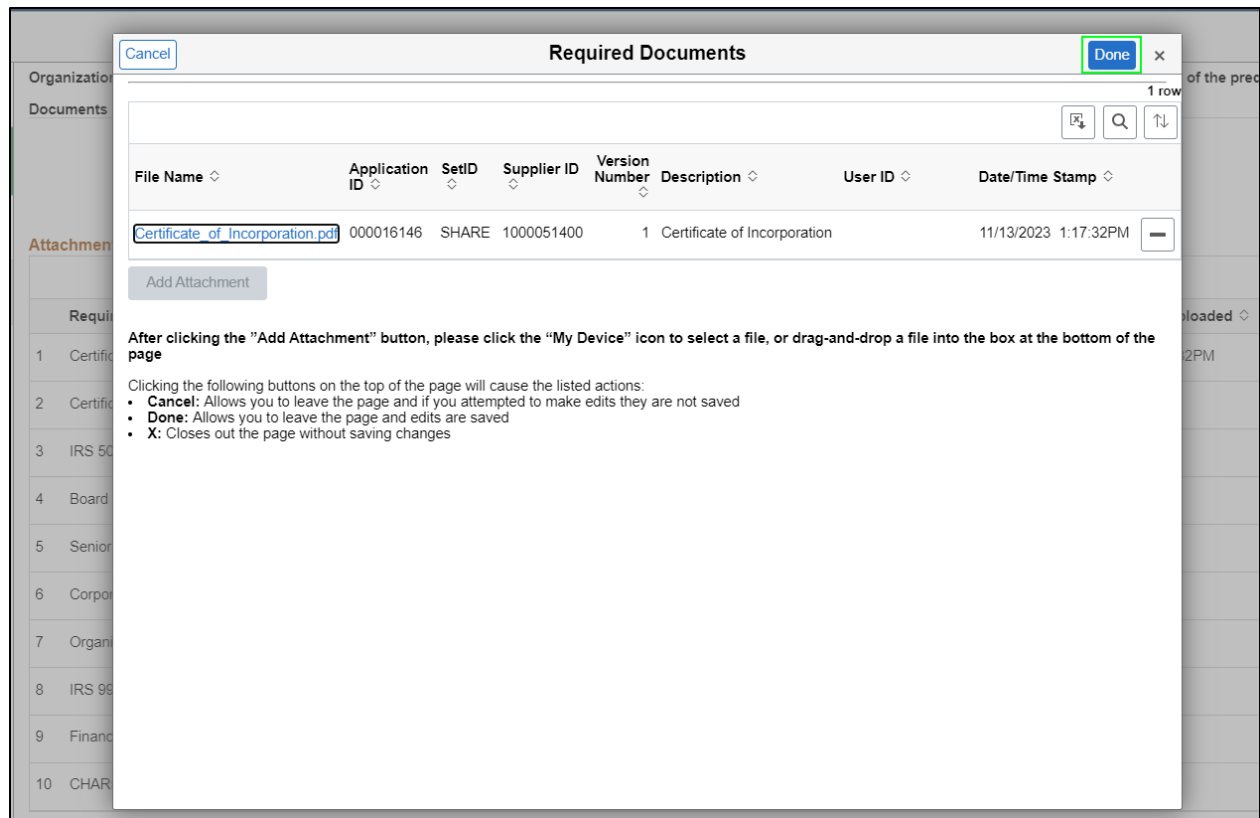 Cancel
Required Documents
Done
×
Organization
of the prec
Documents
1 row
File Name
Application ID
SetID
Supplier ID
Version Number
Description
User ID
Date/Time Stamp
Certificate_of_Incorporation.pdf 000016146 SHARE 1000051400 1 Certificate of Incorporation 11/13/2023 1:17:32PM
Attachmen
Add Attachment
Requir
ploaded
After clicking the ”Add Attachment” button, please click the “My Device” icon to select a file, or drag-and-drop a file into the box at the bottom of the
page
1 Certific
2PM
Clicking the following buttons on the top of the page will cause the listed actions:
• Cancel: Allows you to leave the page and if you attempted to make edits they are not saved
• Done: Allows you to leave the page and edits are saved
• X: Closes out the page without saving changes
2 Certific
3 IRS 50
4 Board
5 Senior
6 Corpor
7 Organi
8 IRS 99
9 Financ
10 CHAR